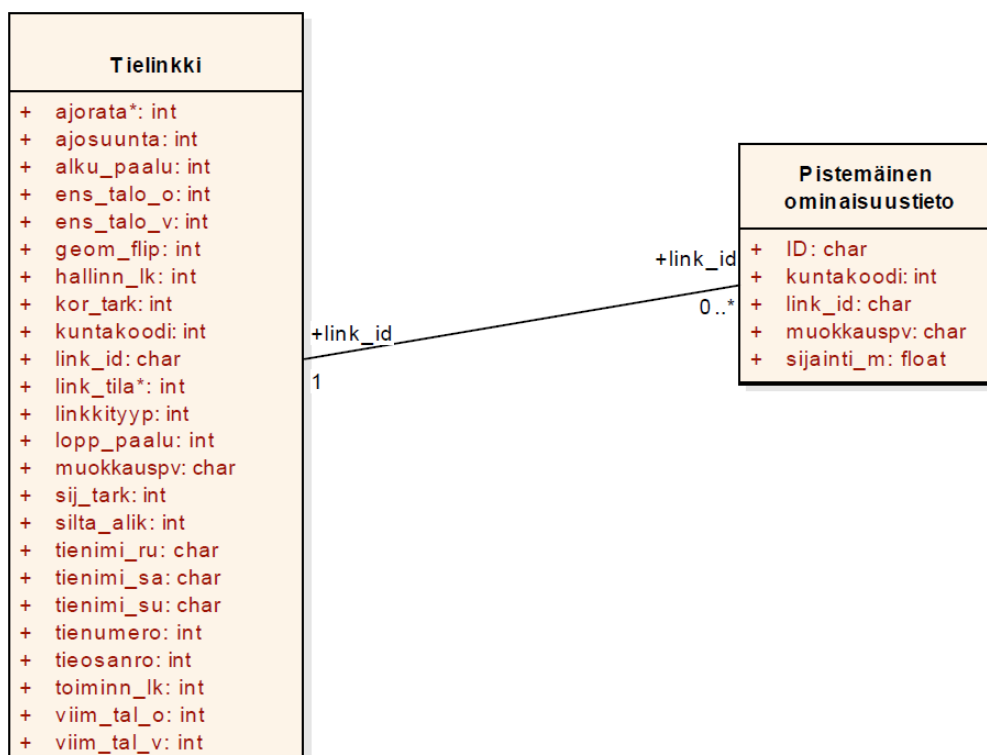 Tielinkki
+ ajorata*: int
+ ajosuunta: int
+ alku_paalu: int
+ ens_talo_o: int
+ ens_talo_v: int
+ geom_flip: int
+ hallinn_lk: int
+ kor_tark: int
+ kuntakoodi: int
+ link_id: char
+ link_tila*: int
+ linkkityyp: int
+ lopp_paalu: int
+ muokkauspv: char
+ sij_tark: int
+ silta_alik: int
+ tienimi_ru: char
+ tienimi_sa: char
+ tienimi_su: char
+ tienumero: int
+ tieosanro: int
+ toiminn_lk: int
+ viim_tal_o: int
+ viim_tal_v: int
+link_id
1
+link_id
0..*
Pistemäinen
ominaisuustieto
+ ID: char
+ kuntakoodi: int
+ link_id: char
+ muokkauspv: char
+ sijainti_m: float